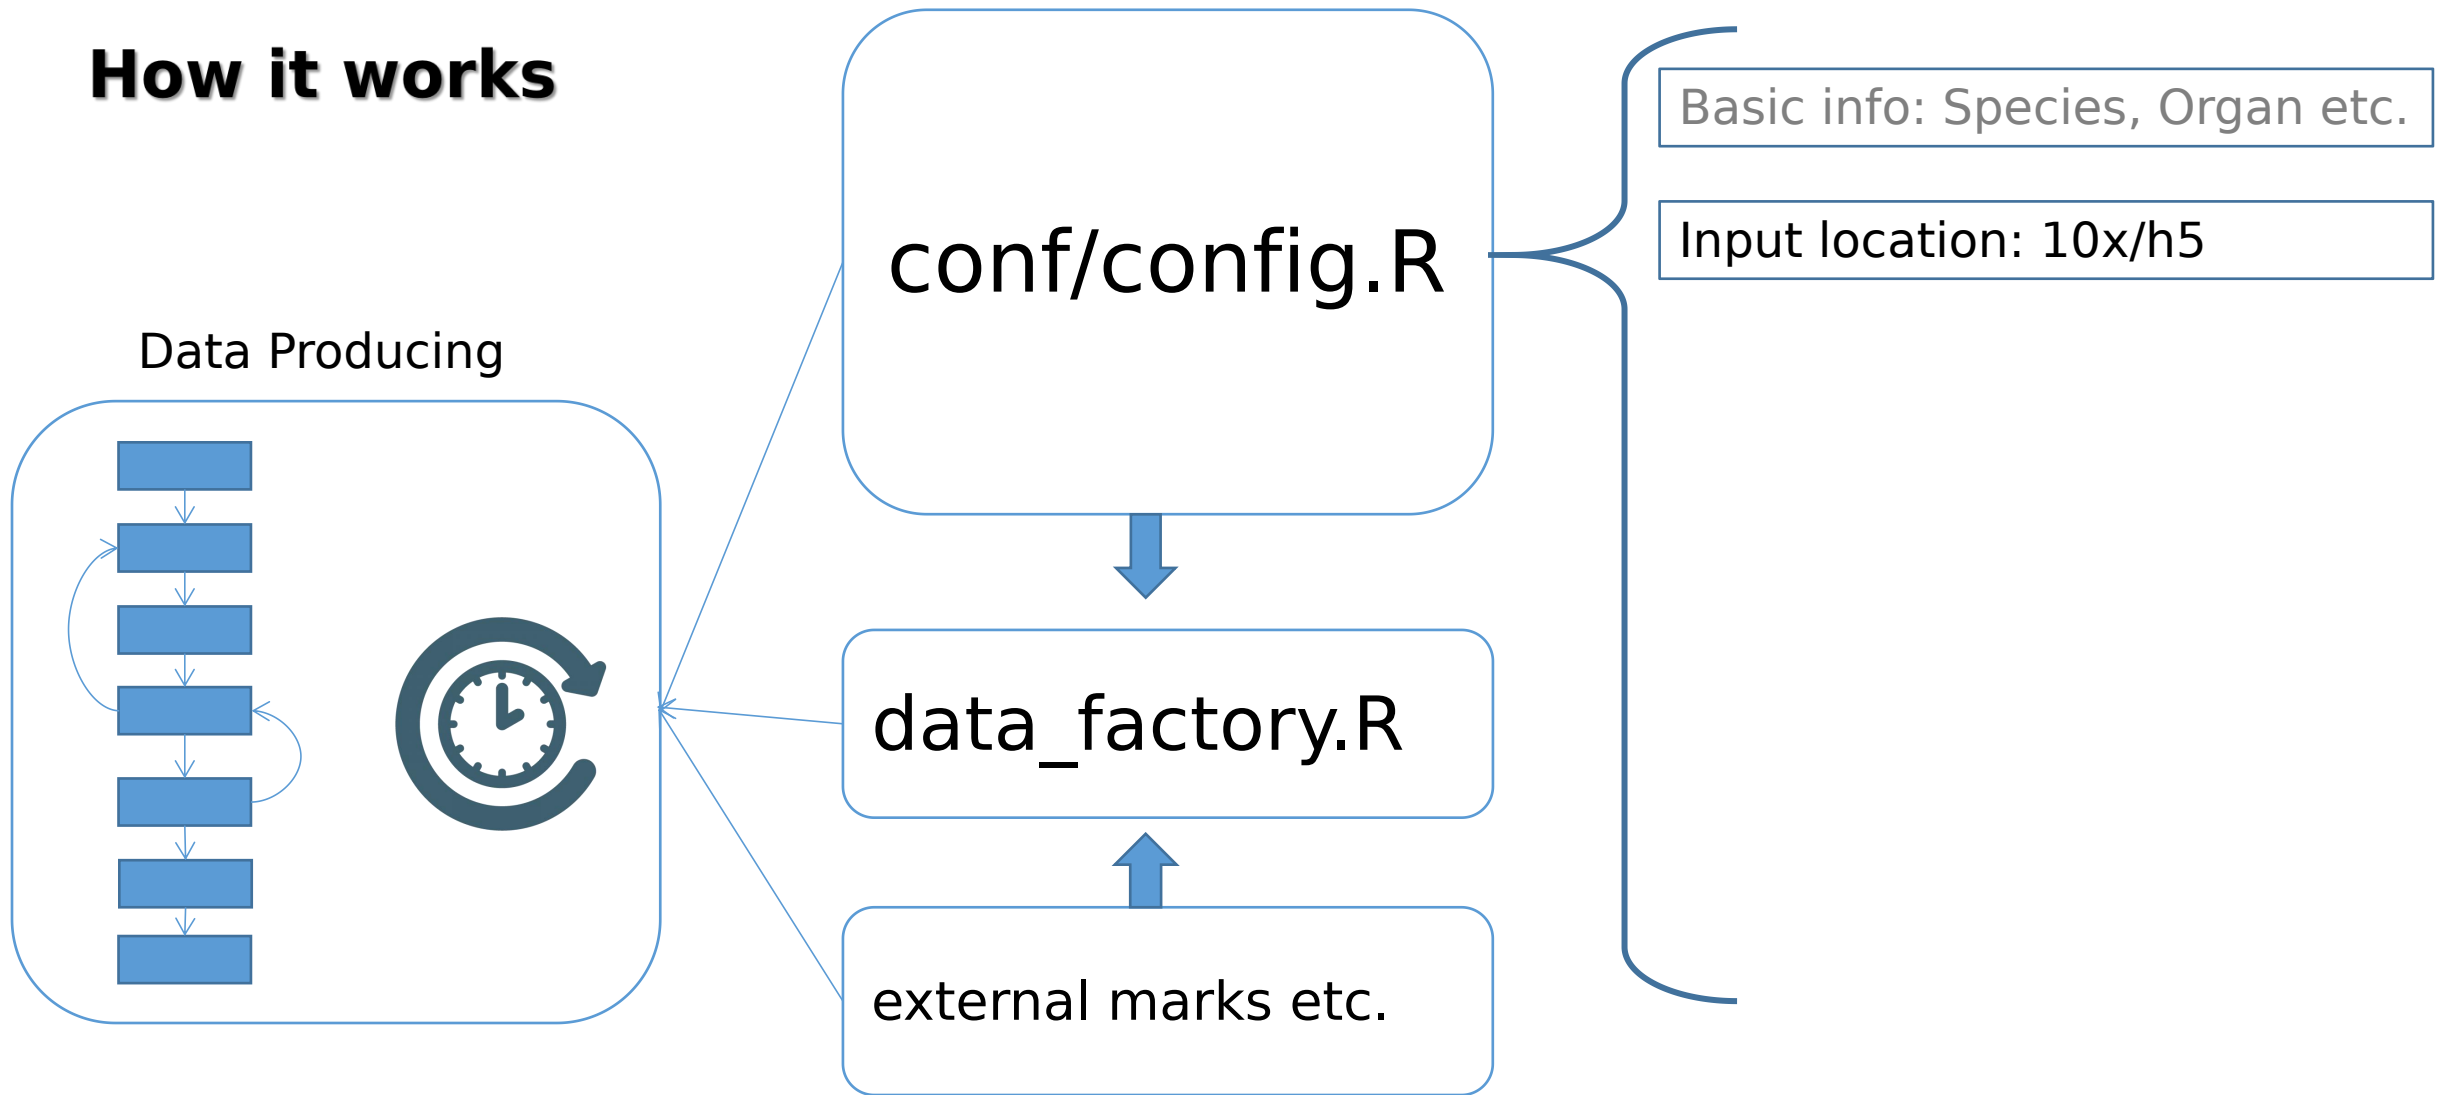 How it works
Data Producing
conf/config.R
data_factory.R
external marks etc.
Basic info: Species, Organ etc.
Input location: 10x/h5